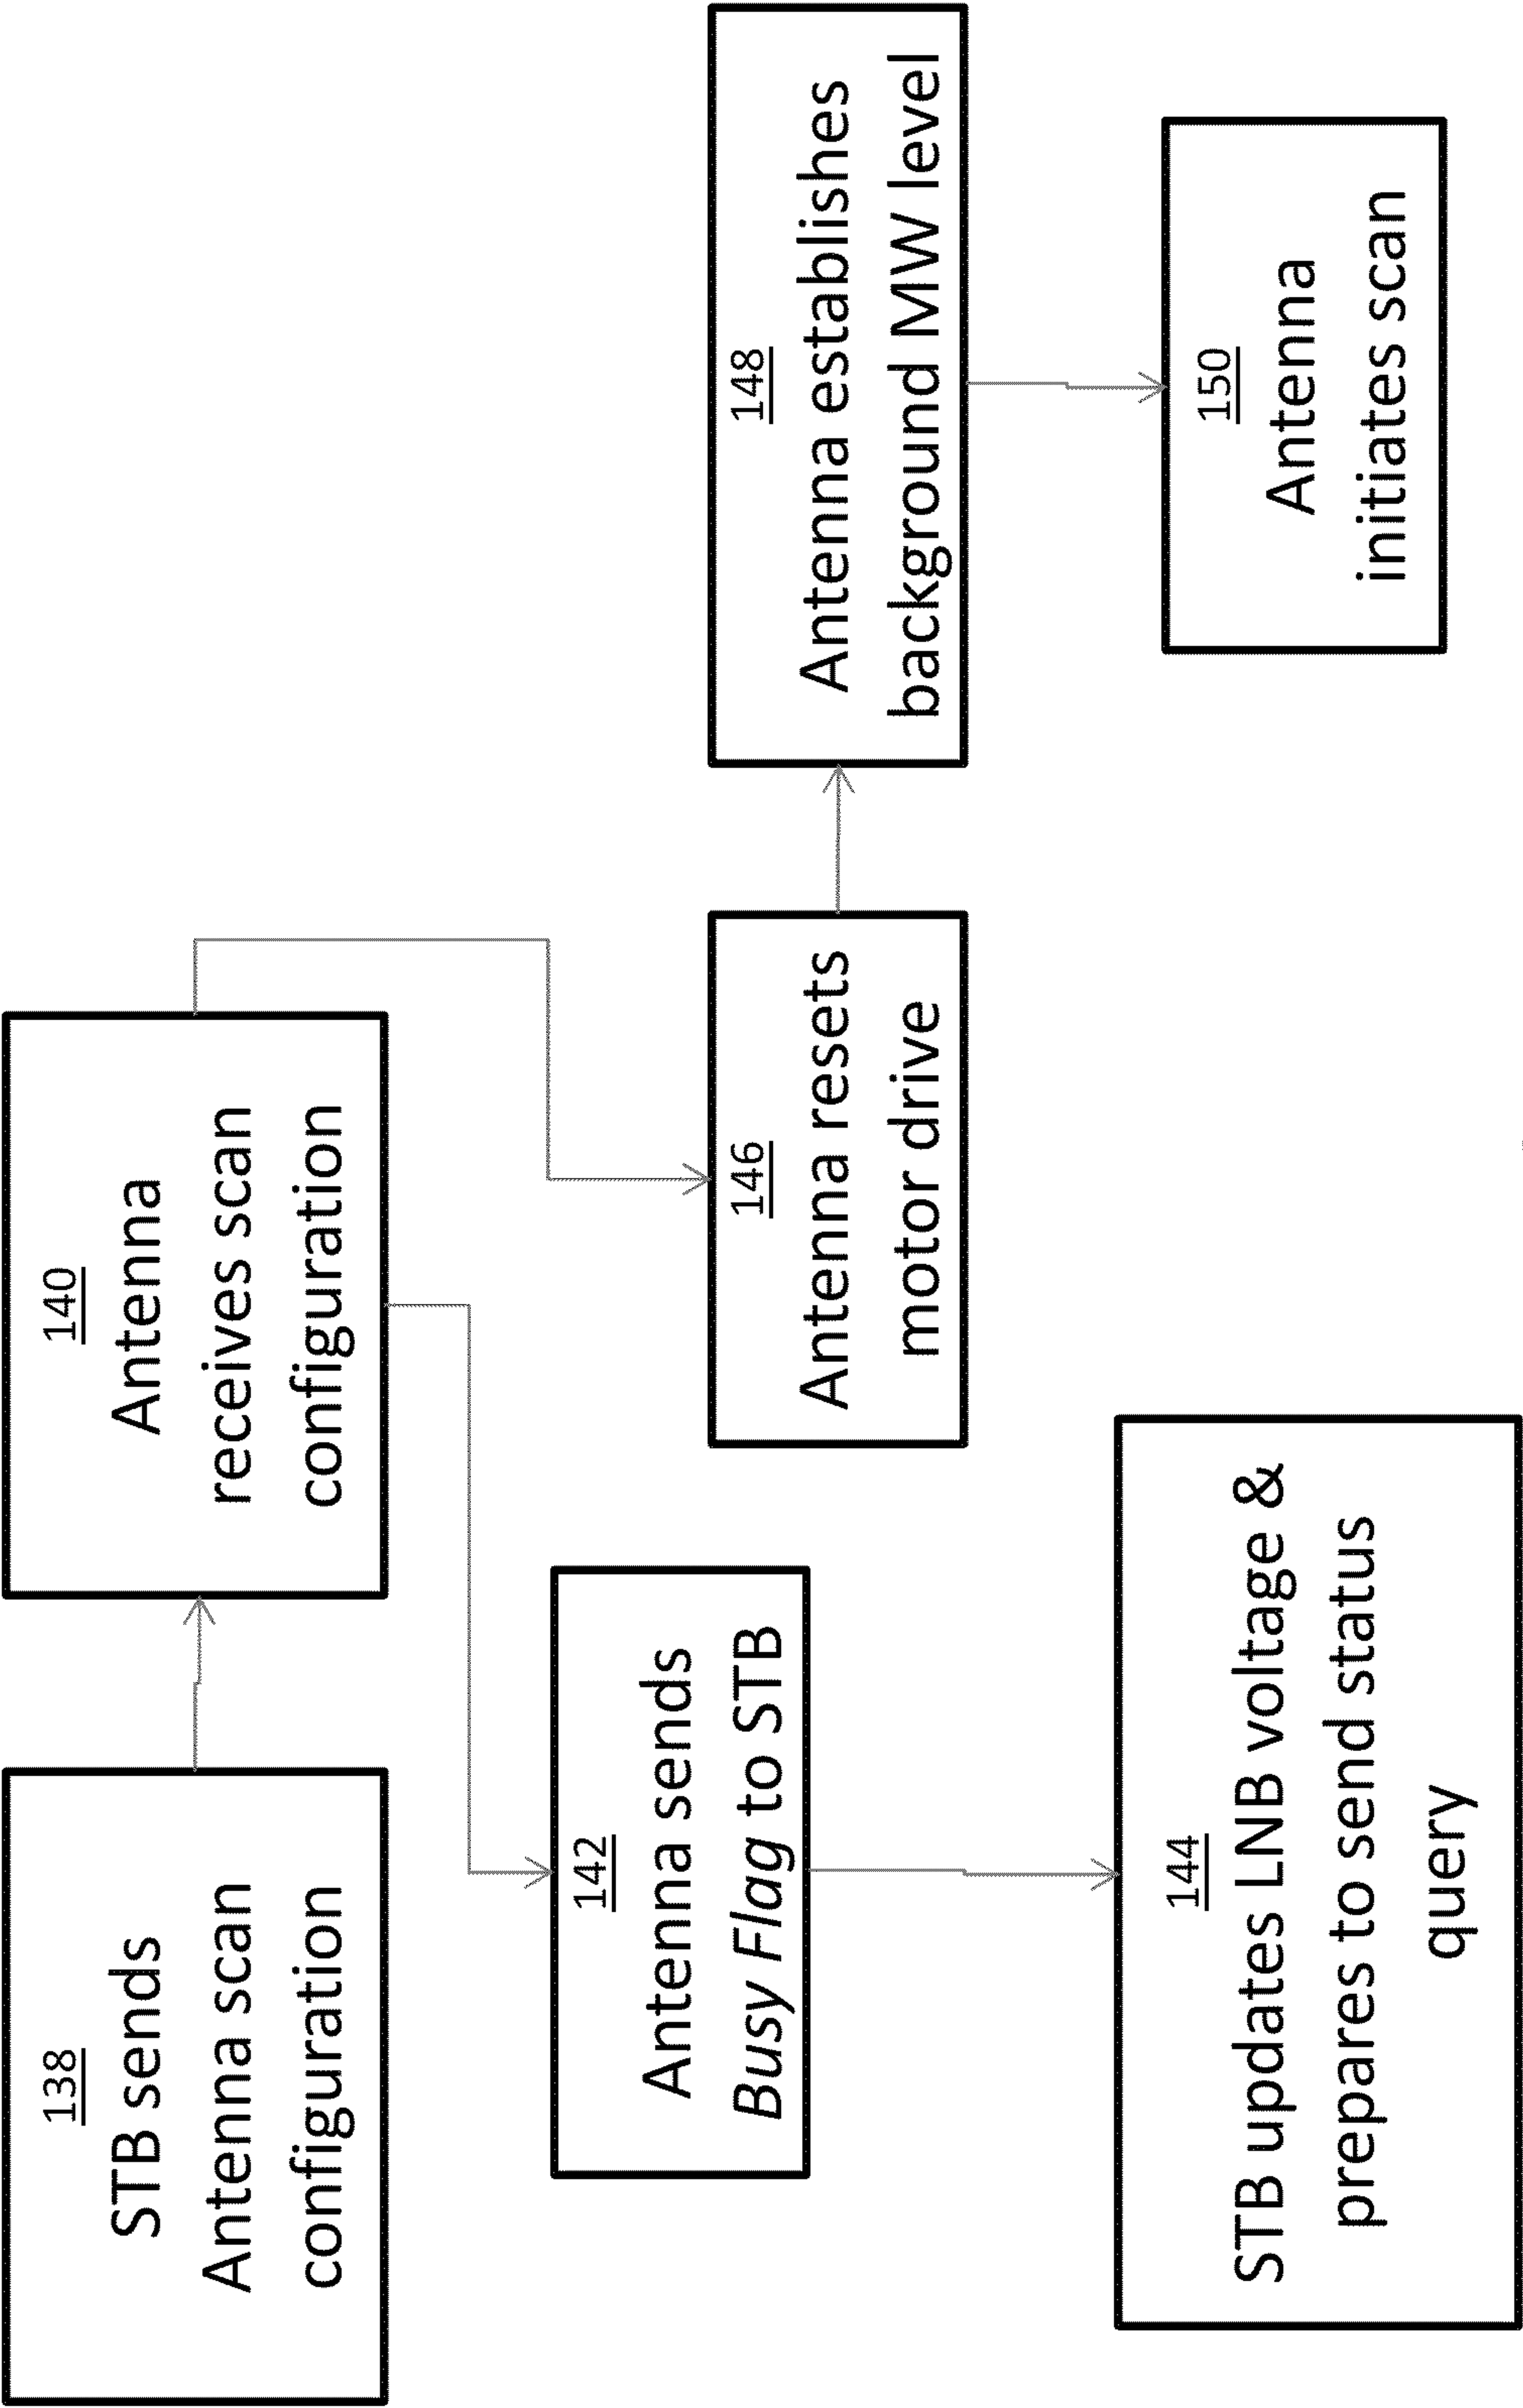 138
STB sends
Antenna scan
configuration
140
Antenna
receives scan
configuration
142
Antenna sends
Busy Flag to STB
144
STB updates LNB voltage &
prepares to send status
query
146
Antenna resets
motor drive
148
Antenna establishes
background MW level
150
Antenna
initiates scan